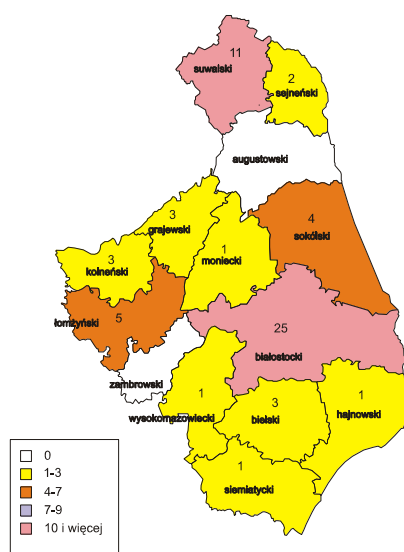 11
suwalski
2
sejneński
augustowski
4
sokólski
3
grajewski
1
moniecki
3
kolneński
5
łomżyński
25
białostocki
zambrowski
1
wysokomazowiecki
3
bielski
1
hajnowski
1
siemiatycki
0
1-3
4-7
7-9
10 i więcej